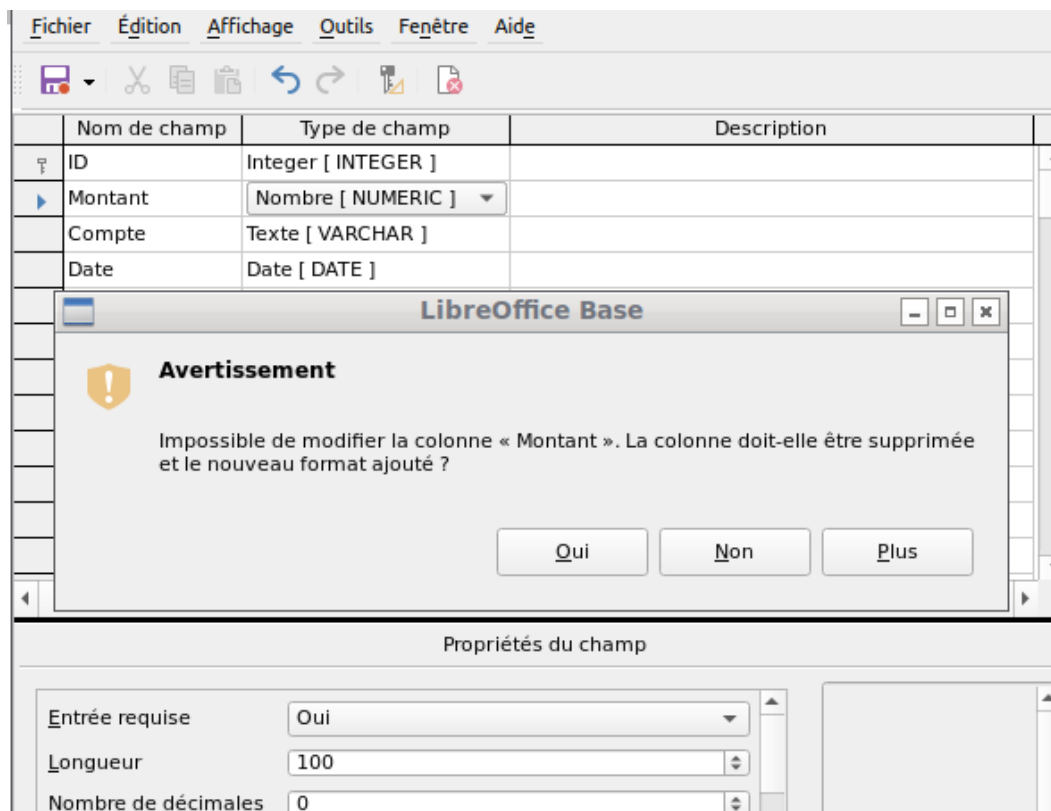 Fichier Édition Affichage Outils Fenêtre Aide
Nom de champ Type de champ Description
ID Integer [ INTEGER ]
Montant Nombre [ NUMERIC ]
Compte Texte [ VARCHAR ]
Date Date [ DATE ]
LibreOffice Base
Avertissement
Impossible de modifier la colonne « Montant ». La colonne doit-elle être supprimée
et le nouveau format ajouté ?
Oui Non Plus
Propriétés du champ
Entrée requise Oui
Longueur 100
Nombre de décimales 0